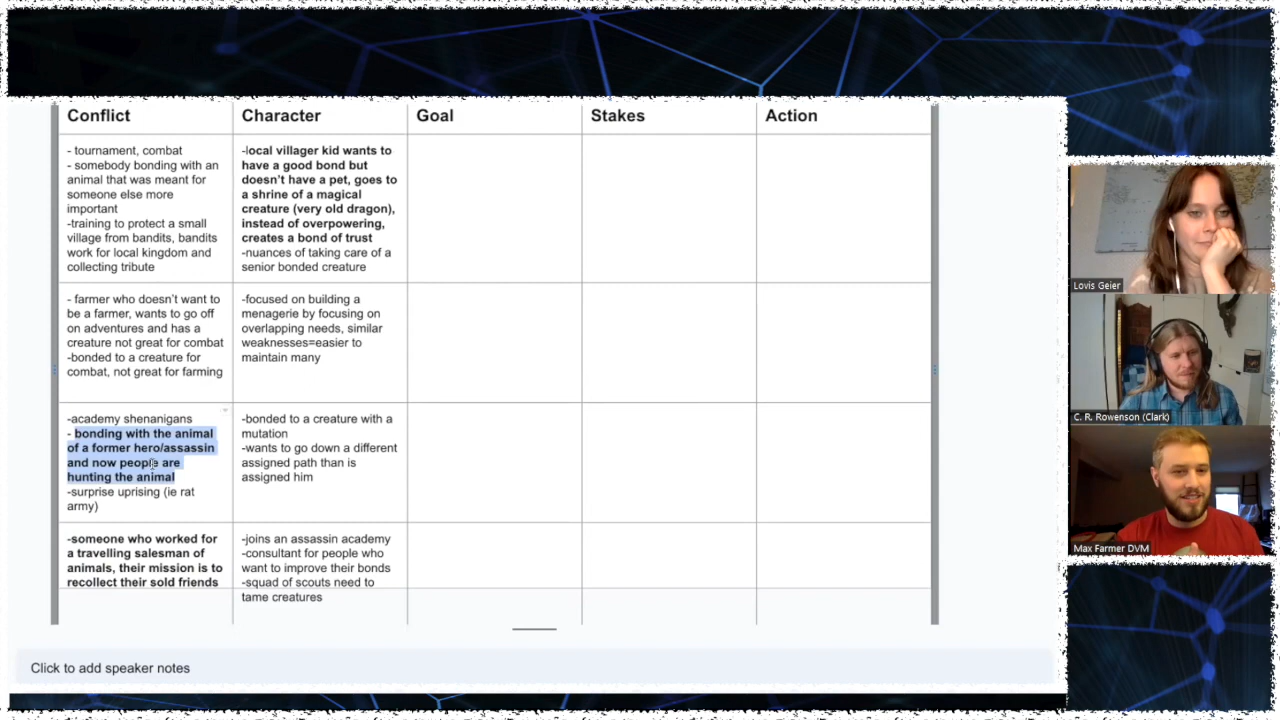 Conflict
Character
Goal
Stakes
Action
- tournament, combat
- somebody bonding with an
animal that was meant for
someone else more
important
-training to protect a small
village from bandits, bandits
work for local kingdom and
collecting tribute
-local villager kid wants to
have a good bond but
doesn't have a pet, goes to
a shrine of a magical
creature (very old dragon),
instead of overpowering,
creates a bond of trust
-nuances of taking care of a
senior bonded creature
- farmer who doesn't want to
be a farmer, wants to go off
on adventures and has a
creature not great for combat
-bonded to a creature for
combat, not great for farming
-focused on building a
menagerie by focusing on
overlapping needs, similar
weaknesses=easier to
maintain many
-academy shenanigans
- bonding with the animal
of a former hero/assassin
and now people are
hunting the animal
-surprise uprising (ie rat
army)
-bonded to a creature with a
mutation
-wants to go down a different
assigned path than is
assigned him
-someone who worked for
a travelling salesman of
animals, their mission is to
recollect their sold friends
-joins an assassin academy
-consultant for people who
want to improve their bonds
-squad of scouts need to
tame creatures
Click to add speaker notes
Lovis Geier
C. R. Rowenson (Clark)
Max Farmer DVM